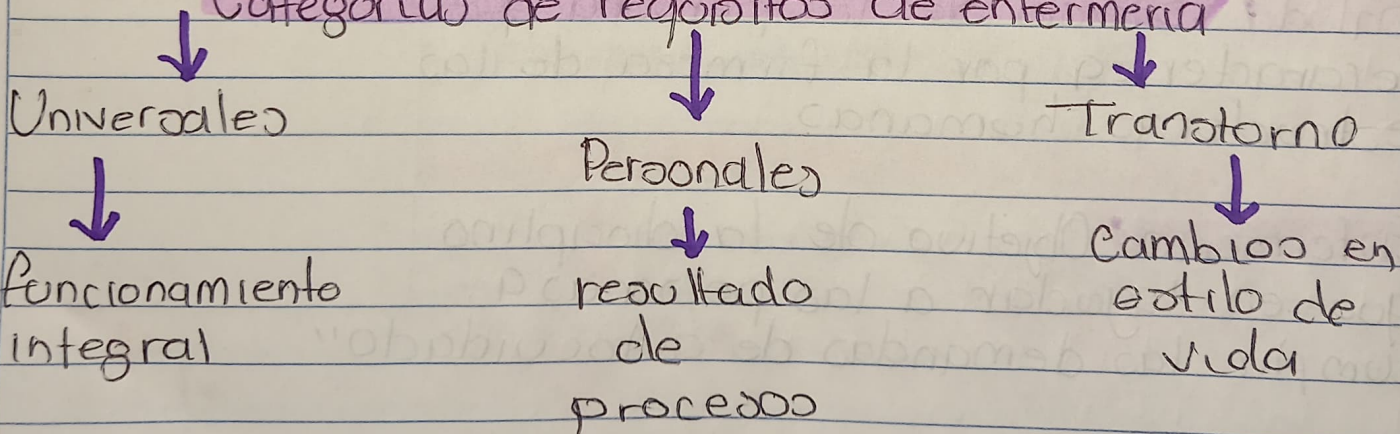 Categorías de requisitos de enfermería
Universales
Transtorno
Personales
Cambios en
funcionamiento
resultado
estilo de
integral
de
vida
procesos